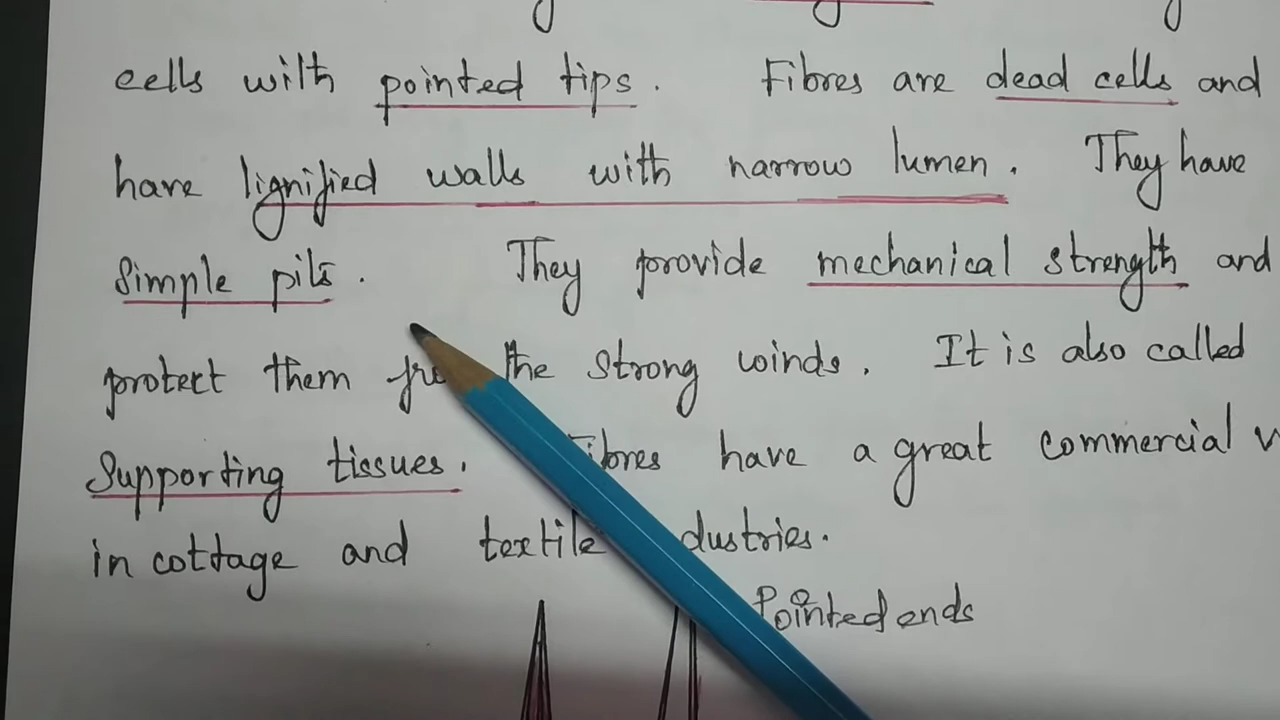 cells with pointed tips. Fibres are dead cells and
have lignified walls with narrow lumen. They have
Simple pits. They provide mechanical strength and
protect them the strong winds. It is also called
Supporting tissues. have a great commercial
in cottage and textile
Pointed ends